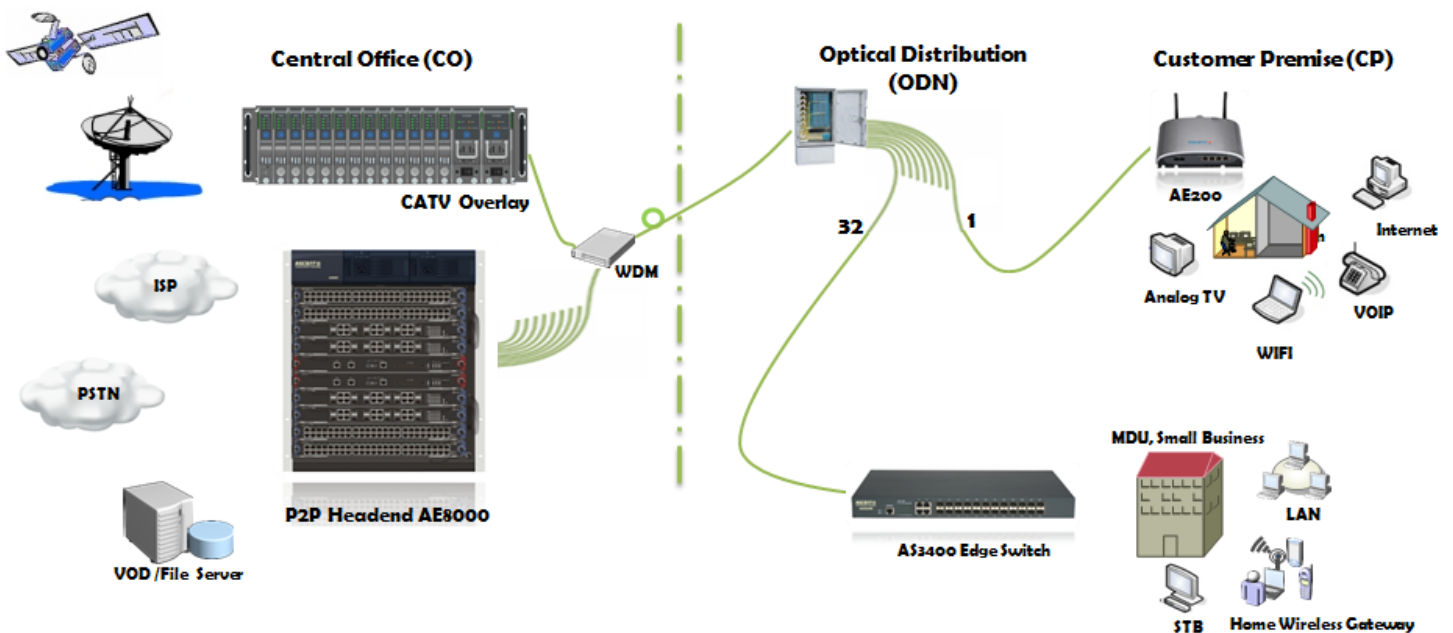 Central Office (CO)
Optical Distribution
(ODN)
Customer Premise (CP)
CATV Overlay
AE200
32
1
Internet
WDM
ISP
Analog TV
VOIP
WIFI
PSTN
MDU, Small Business
P2P Headend AE8000
LAN
AS3400 Edge Switch
VOD /File Server
STB
Home Wireless Gateway